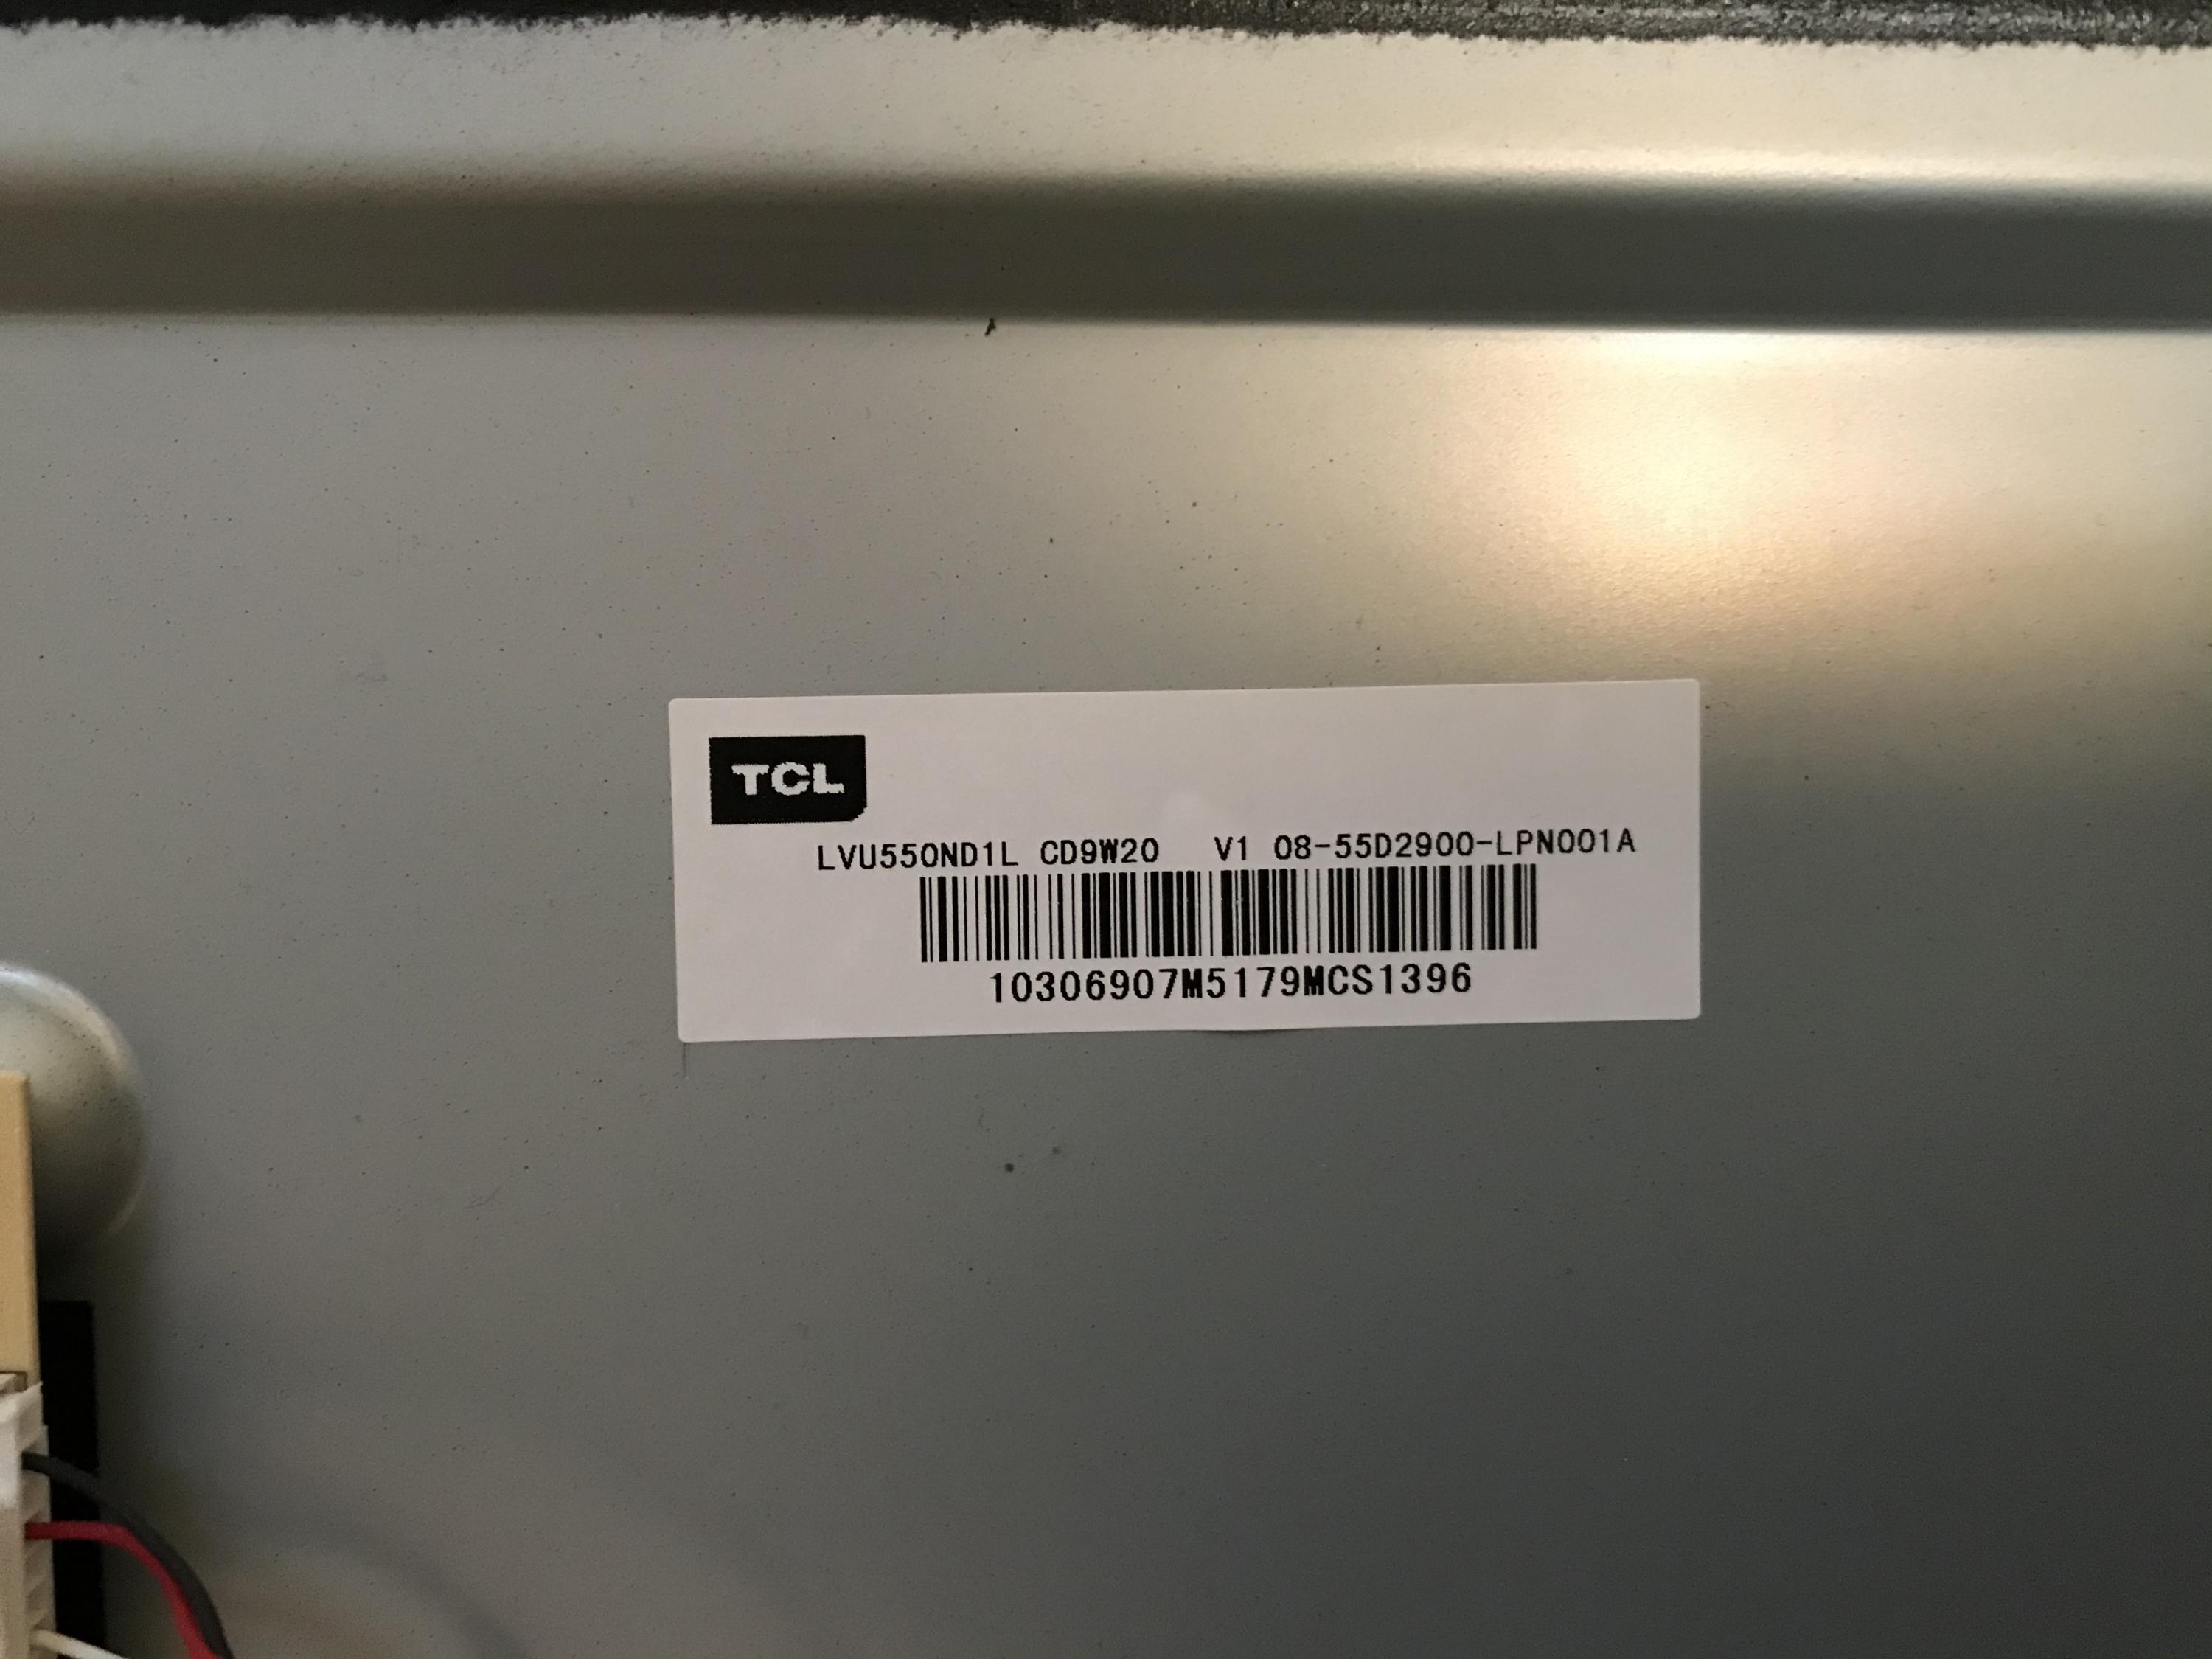 TCL
LVU550ND1L CD9W20 V1 08-55D2900-LPN001A
10306907M5179MCS1396